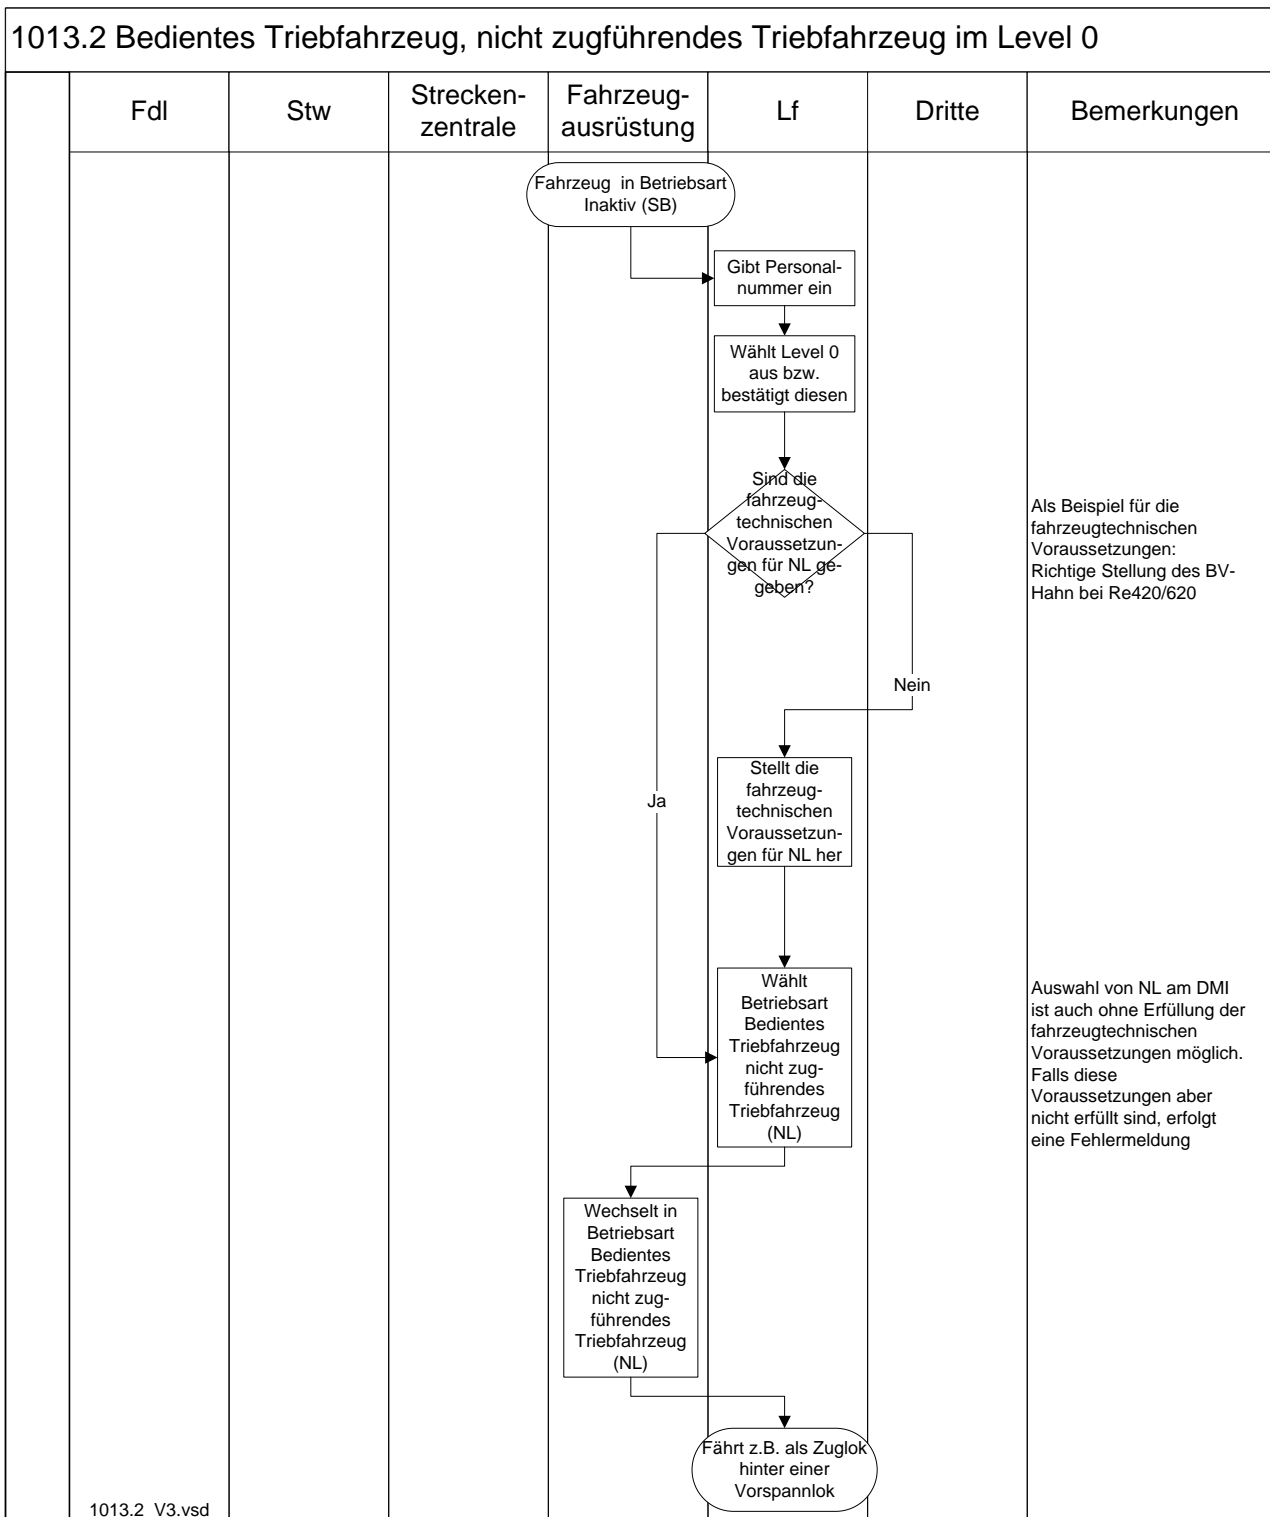 1013.2 Bedientes Triebfahrzeug, nicht zugführendes Triebfahrzeug im Level 0
Fdl
Stw
Strecken-
zentrale
Fahrzeug-
ausrüstung
Lf
Dritte
Bemerkungen
Fahrzeug in Betriebsart
Inaktiv (SB)
Gibt Personal-
nummer ein
Wählt Level 0
aus bzw.
bestätigt diesen
Sind die
fahrzeug-
technischen
Voraussetzun-
gen für NL ge-
geben?
Als Beispiel für die
fahrzeugtechnischen
Voraussetzungen:
Richtige Stellung des BV-
Hahn bei Re420/620
Nein
Ja
Stellt die
fahrzeug-
technischen
Voraussetzun-
gen für NL her
Wählt
Betriebsart
Bedientes
Triebfahrzeug
nicht zug-
führendes
Triebfahrzeug
(NL)
Auswahl von NL am DMI
ist auch ohne Erfüllung der
fahrzeugtechnischen
Voraussetzungen möglich.
Falls diese
Voraussetzungen aber
nicht erfüllt sind, erfolgt
eine Fehlermeldung
Wechselt in
Betriebsart
Bedientes
Triebfahrzeug
nicht zug-
führendes
Triebfahrzeug
(NL)
Fährt z.B. als Zuglok
hinter einer
Vorspannlok
1013.2_V3.vsd